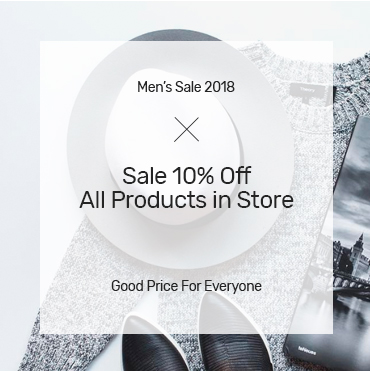 Men's Sale 2018
Sale 10% Off
All Products in Store
Good Price For Everyone